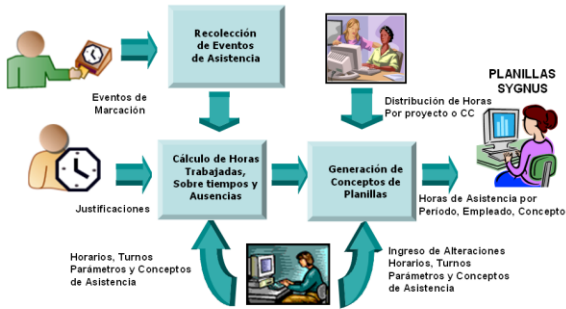 Recolección
de Eventos
de Asistencia
Eventos de
Marcación
PLANILLAS
SYGNUS
Distribución de Horas
Por proyecto o CC
Cálculo de Horas
Trabajadas,
Sobre tiempos y
Ausencias
Generación de
Conceptos de
Planillas
Justificaciones
Horas de Asistencia por
Período, Empleado, Concepto
Horarios, Turnos
Parámetros y Conceptos
de Asistencia
Ingreso de Alteraciones
Horarios, Turnos
Parámetros y Conceptos
de Asistencia